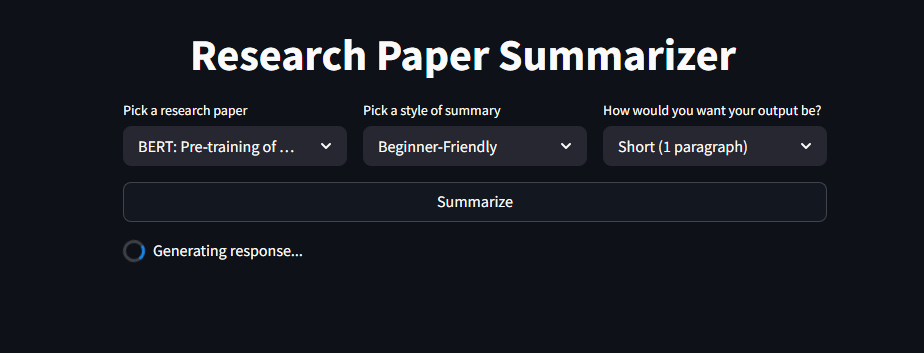 Research Paper Summarizer
Pick a research paper
Pick a style of summary
How would you want your output be?
BERT: Pre-training of ...
Beginner-Friendly
Short (1 paragraph)
Summarize
Generating response...